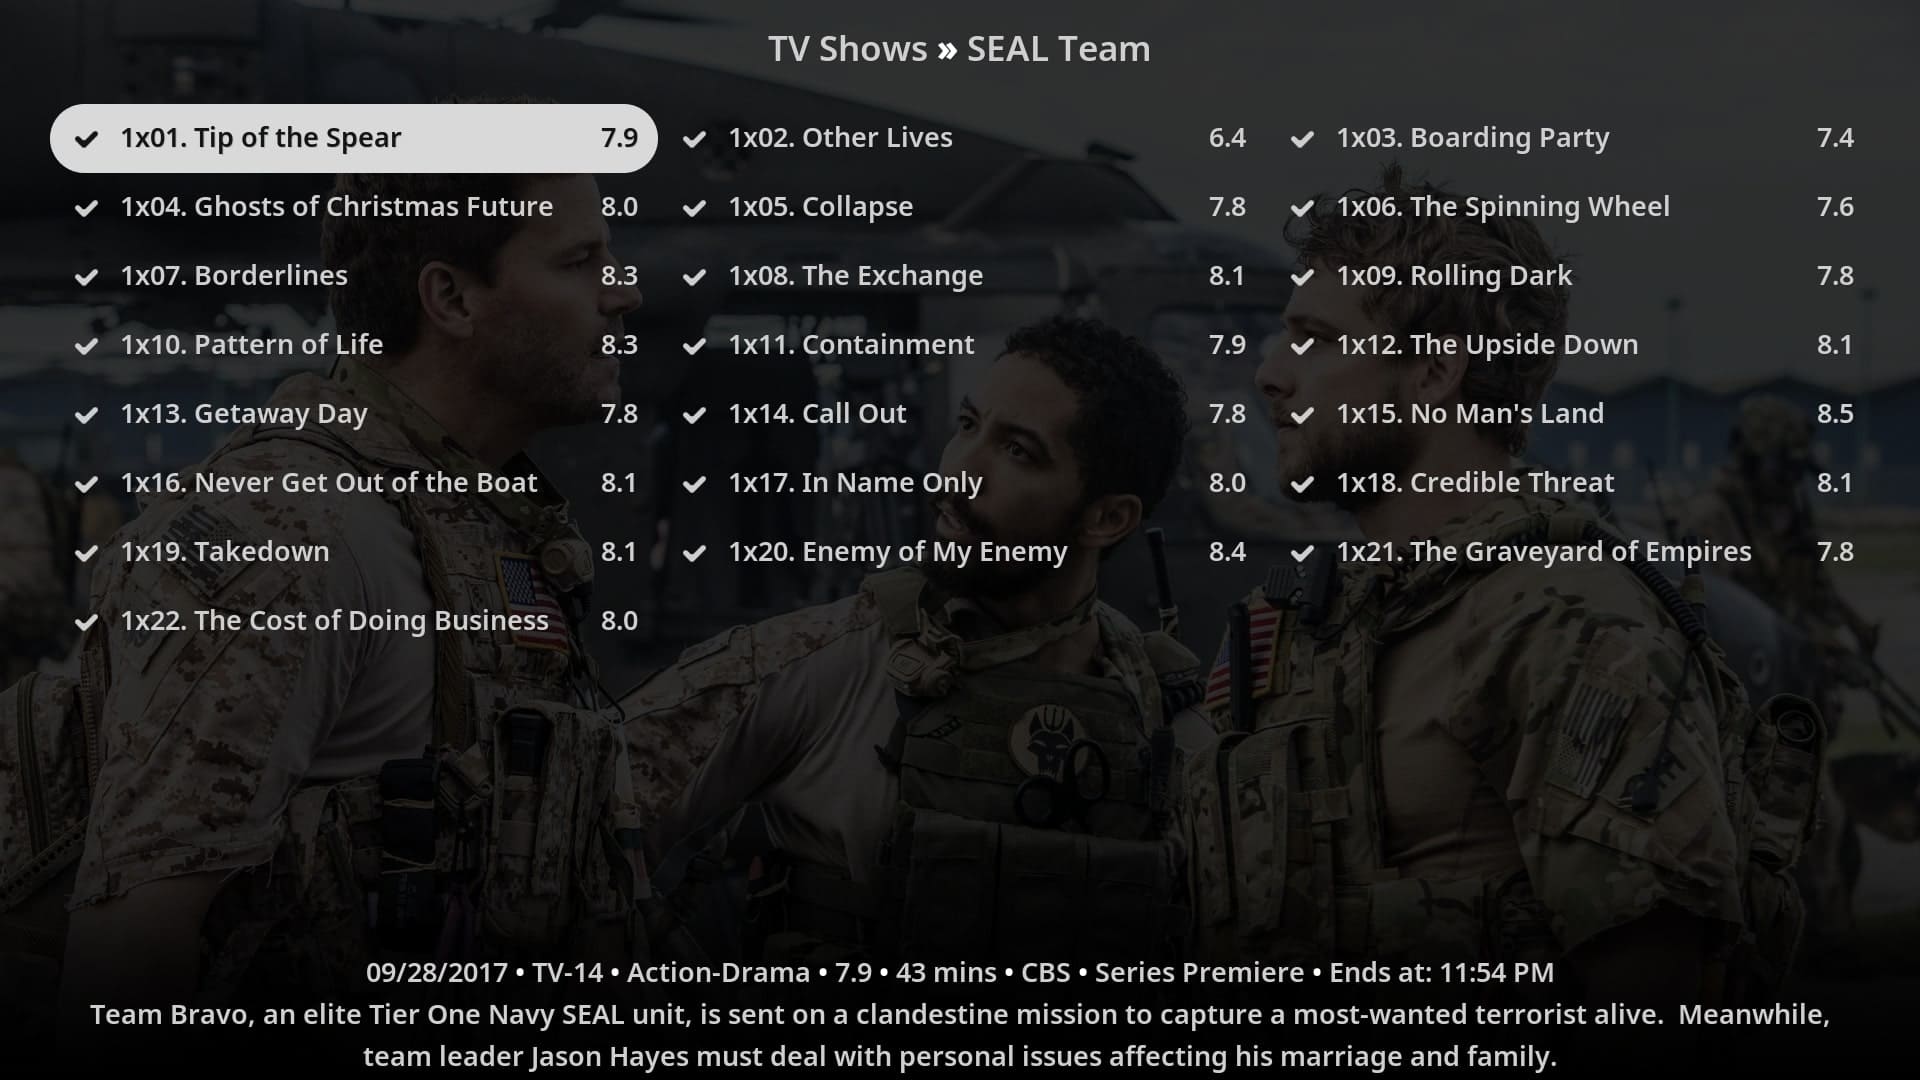 TV Shows » SEAL Team
1x01. Tip of the Spear 7.9 1x02. Other Lives 6.4 1x03. Boarding Party 7.4
1x04. Ghosts of Christmas Future 8.0 1x05. Collapse 7.8 1x06. The Spinning Wheel 7.6
1x07. Borderlines 8.3 1x08. The Exchange 8.1 1x09. Rolling Dark 7.8
1x10. Pattern of Life 8.3 1x11. Containment 7.9 1x12. The Upside Down 8.1
1x13. Getaway Day 7.8 1x14. Call Out 7.8 1x15. No Man's Land 8.5
1x16. Never Get Out of the Boat 8.1 1x17. In Name Only 8.0 1x18. Credible Threat 8.1
1x19. Takedown 8.1 1x20. Enemy of My Enemy 8.4 1x21. The Graveyard of Empires 7.8
1x22. The Cost of Doing Business 8.0
09/28/2017 • TV-14 • Action-Drama • 7.9 • 43 mins • CBS • Series Premiere • Ends at: 11:54 PM
Team Bravo, an elite Tier One Navy SEAL unit, is sent on a clandestine mission to capture a most-wanted terrorist alive.  Meanwhile,
team leader Jason Hayes must deal with personal issues affecting his marriage and family.